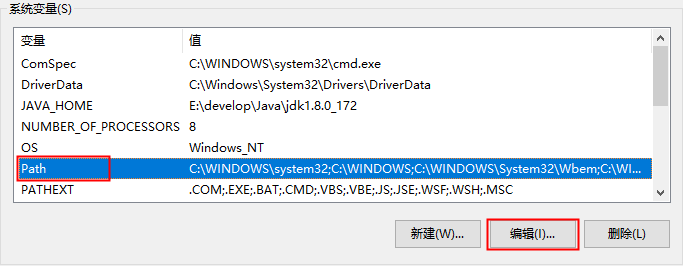 系统变量(S)
变量 值
ComSpec C:\WINDOWS\system32\cmd.exe
DriverData C:\Windows\System32\Drivers\DriverData
JAVA_HOME E:\develop\Java\jdk1.8.0_172
NUMBER_OF_PROCESSORS 8
OS Windows_NT
Path C:\WINDOWS\system32;C:\WINDOWS;C:\WINDOWS\System32\Wbem;C:\WI...
PATHEXT .COM;.EXE;.BAT;.CMD;.VBS;.VBE;.JS;.JSE;.WSF;.WSH;.MSC
新建(W)... 编辑(I)... 删除(L)